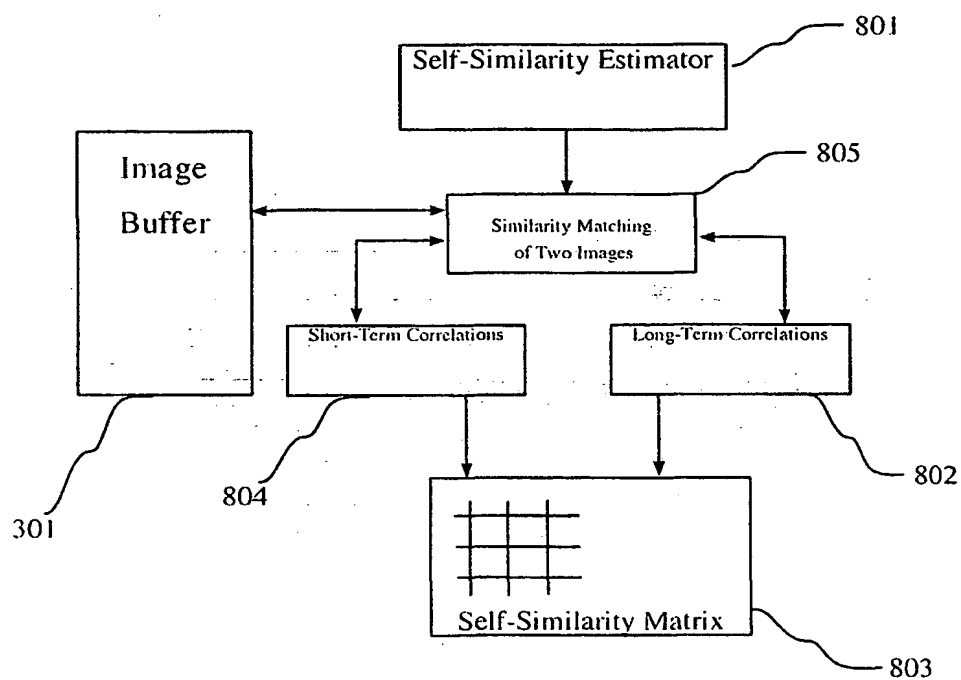 801
Self-Similarity Estimator
805
Image
Buffer
Similarity Matching
of Two Images
Short-Term Correlations
Long-Term Correlations
804
802
301
Self-Similarity Matrix
803